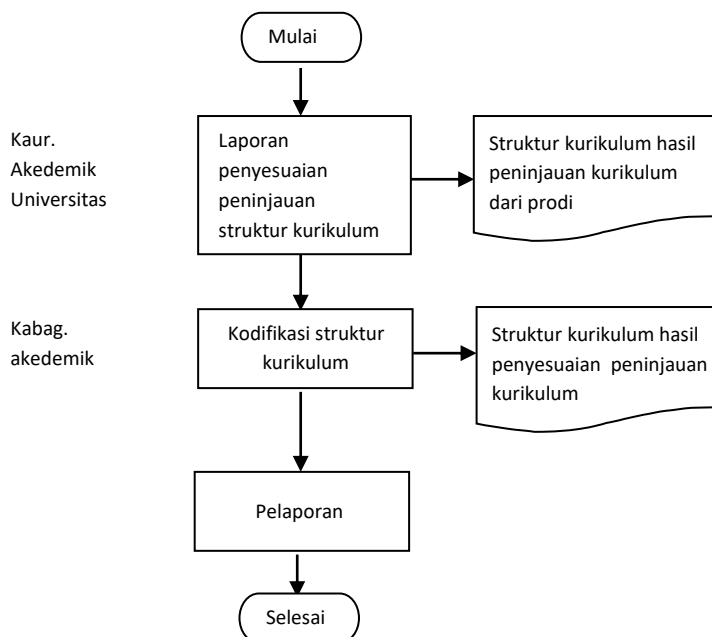 Mulai
Kaur.
Akedemik
Universitas
Laporan
penyesuaian
peninjauan
struktur kurikulum
Struktur kurikulum hasil
peninjauan kurikulum
dari prodi
Kabag.
akedemik
Kodifikasi struktur
kurikulum
Struktur kurikulum hasil
penyesuaian peninjauan
kurikulum
Pelaporan
Selesai